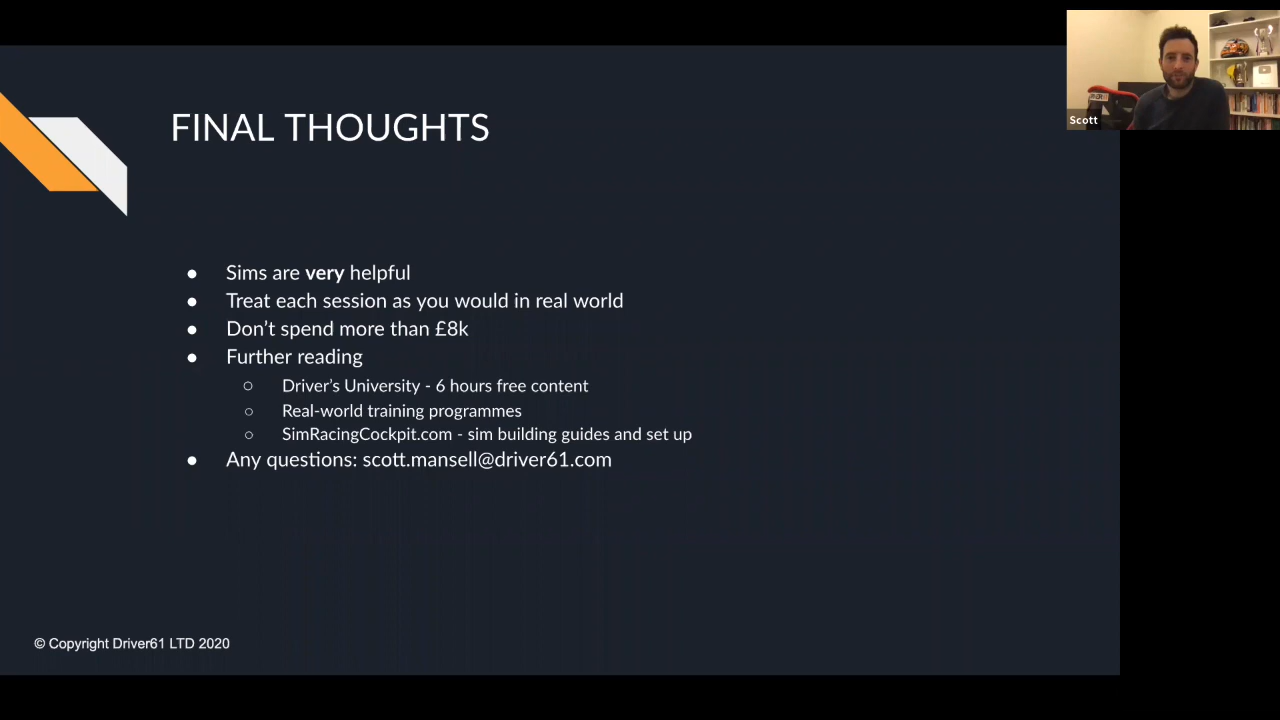 FINAL THOUGHTS
Scott
● Sims are very helpful
● Treat each session as you would in real world
● Don’t spend more than £8k
● Further reading
○ Driver’s University - 6 hours free content
○ Real-world training programmes
○ SimRacingCockpit.com - sim building guides and set up
● Any questions: scott.mansell@driver61.com
© Copyright Driver61 LTD 2020